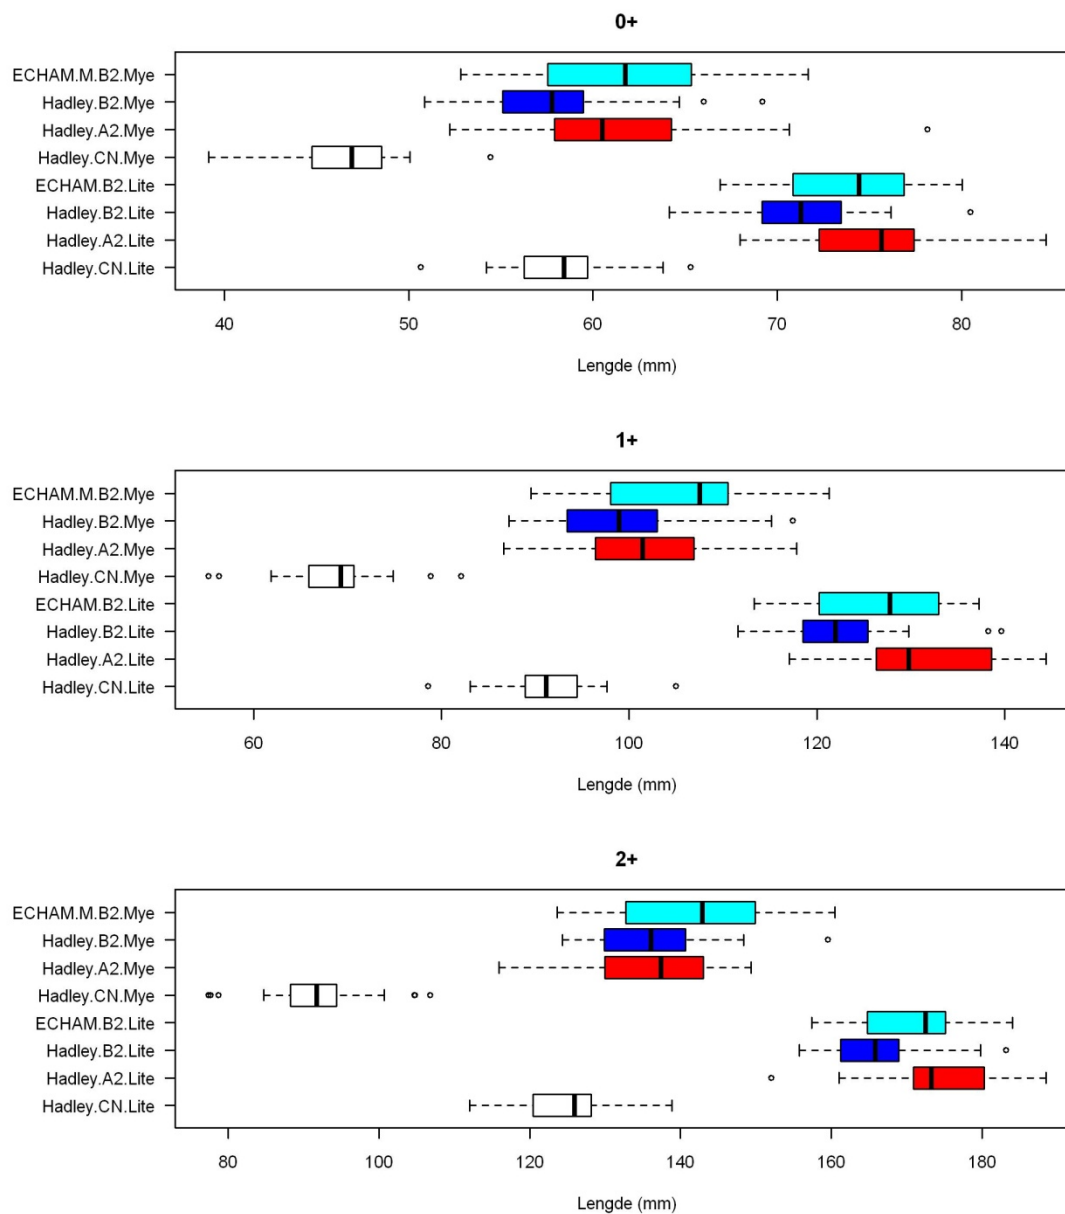 0+
ECHAM.M.B2.Mye
Hadley.B2.Mye
Hadley.A2.Mye
Hadley.CN.Mye
ECHAM.B2.Lite
Hadley.B2.Lite
Hadley.A2.Lite
Hadley.CN.Lite
40 50 60 70 80
Lengde (mm)
1+
ECHAM.M.B2.Mye
Hadley.B2.Mye
Hadley.A2.Mye
Hadley.CN.Mye
ECHAM.B2.Lite
Hadley.B2.Lite
Hadley.A2.Lite
Hadley.CN.Lite
60 80 100 120 140
Lengde (mm)
2+
ECHAM.M.B2.Mye
Hadley.B2.Mye
Hadley.A2.Mye
Hadley.CN.Mye
ECHAM.B2.Lite
Hadley.B2.Lite
Hadley.A2.Lite
Hadley.CN.Lite
80 100 120 140 160 180
Lengde (mm)